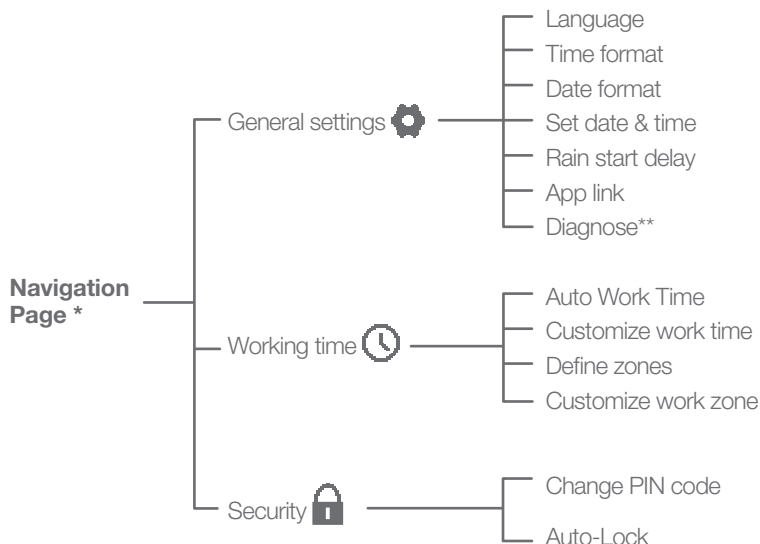 Navigation
Page *
General settings
Language
Time format
Date format
Set date & time
Rain start delay
App link
Diagnose**
Working time
Auto Work Time
Customize work time
Define zones
Customize work zone
Security
Change PIN code
Auto-Lock